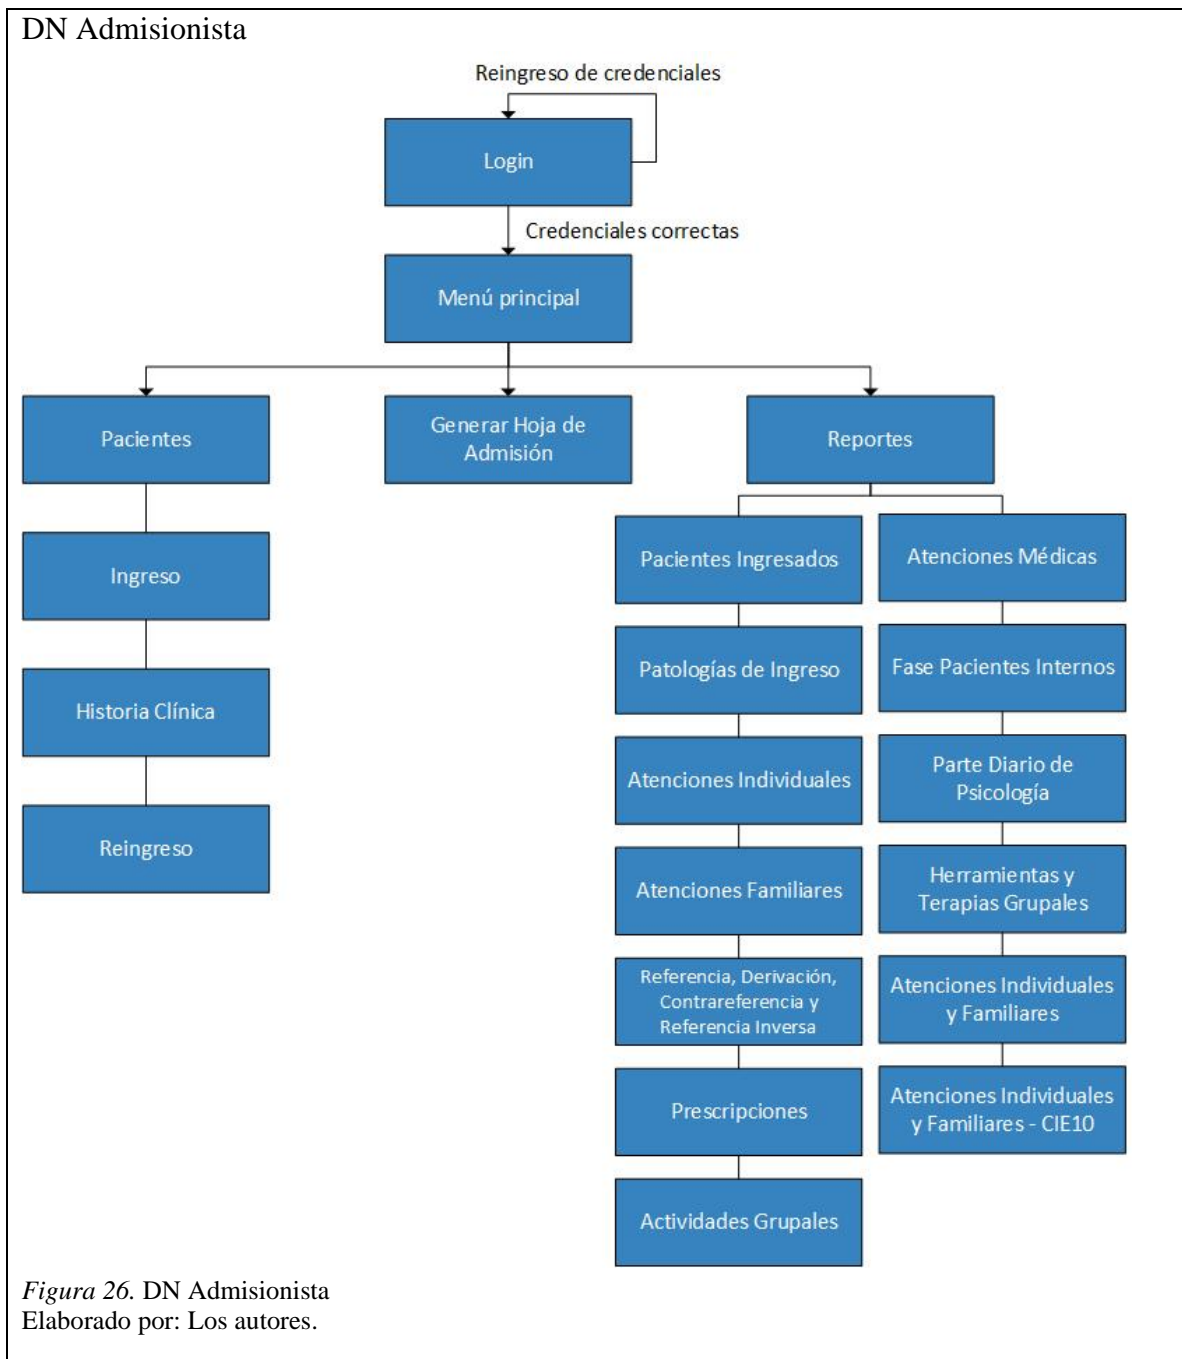 DN Admisionista
Reingreso de credenciales
Login
Credenciales correctas
Menú principal
Pacientes
Generar Hoja de
Admisión
Reportes
Ingreso
Historia Clínica
Reingreso
Pacientes Ingresados
Patologías de Ingreso
Atenciones Individuales
Atenciones Familiares
Referencia, Derivación,
Contrareferencia y
Referencia Inversa
Prescripciones
Actividades Grupales
Atenciones Médicas
Fase Pacientes Internos
Parte Diario de
Psicología
Herramientas y
Terapias Grupales
Atenciones Individuales
y Familiares
Atenciones Individuales
y Familiares - CIE10
Figura 26. DN Admisionista
Elaborado por: Los autores.